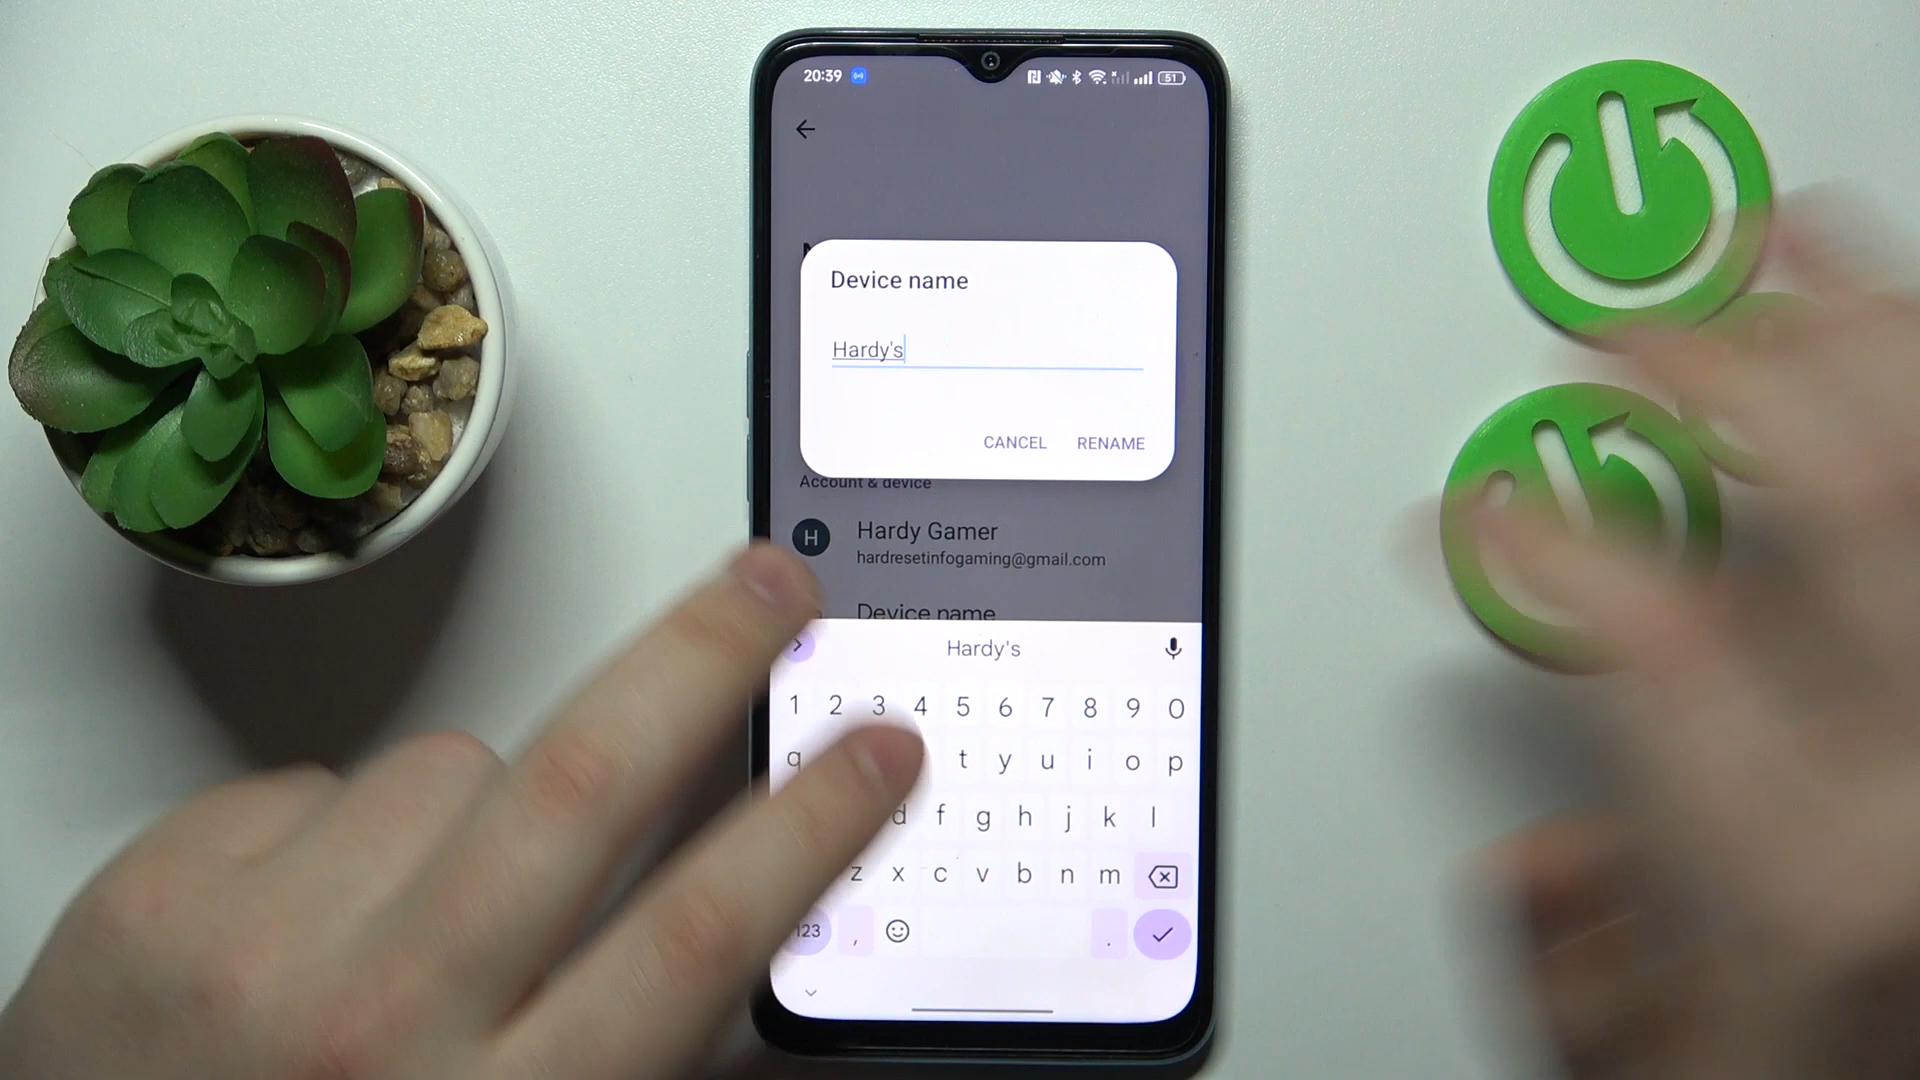 20:39
51
Device name
Hardy's
CANCEL RENAME
Account & device
H
Hardy Gamer
hardresetinfogaming@gmail.com
Device name
Hardy's
1 2 3 4 5 6 7 8 9 0
q t y u i o p
d f g h j k l
z x c v b n m
123 , .